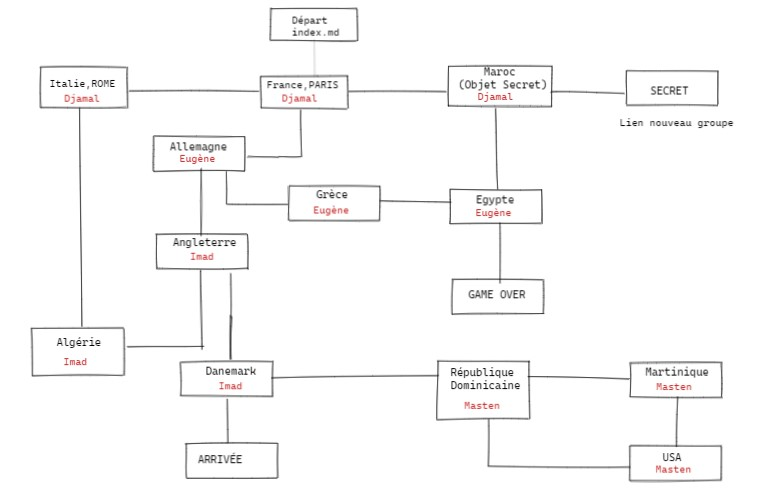 Départ
index.md
Italie,ROME
Djamal
France,PARIS
Djamal
Maroc
(Objet Secret)
Djamal
SECRET
Lien nouveau groupe
Allemagne
Eugène
Grèce
Eugène
Egypte
Eugène
Angleterre
Imad
GAME OVER
Algérie
Imad
Danemark
Imad
République
Dominicaine
Masten
Martinique
Masten
ARRIVÉE
USA
Masten